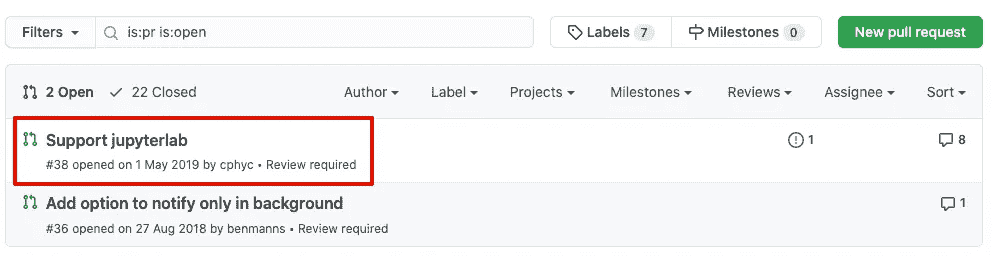 Filters is:pr is:open Labels 7 Milestones 0 New pull request
2 Open 22 Closed Author Label Projects Milestones Reviews Assignee Sort
Support jupyterlab 1 8
#38 opened on 1 May 2019 by cphyc • Review required
Add option to notify only in background 1
#36 opened on 27 Aug 2018 by benmanns • Review required